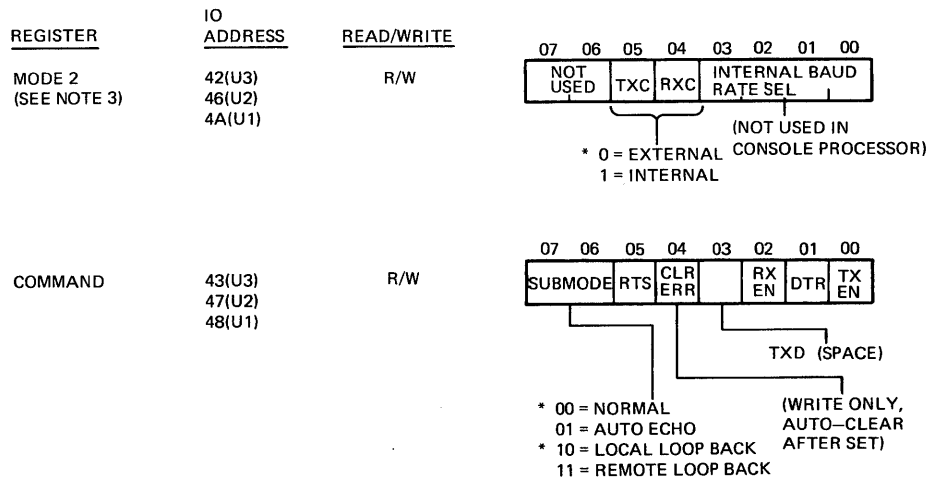 IO
REGISTER ADDRESS READ/WRITE
07 06 05 04 03 02 01 00
MODE 2 42(U3) R/W
(SEE NOTE 3) 46(U2)
4A(U1)
NOT USED TXC RXC INTERNAL BAUD RATE SEL
(NOT USED IN
CONSOLE PROCESSOR)
* 0 = EXTERNAL
1 = INTERNAL
07 06 05 04 03 02 01 00
COMMAND 43(U3) R/W
47(U2)
48(U1)
SUBMODE RTS CLR ERR RX EN DTR TX EN
TXD (SPACE)
* 00 = NORMAL
01 = AUTO ECHO
* 10 = LOCAL LOOP BACK
11 = REMOTE LOOP BACK
(WRITE ONLY,
AUTO-CLEAR
AFTER SET)